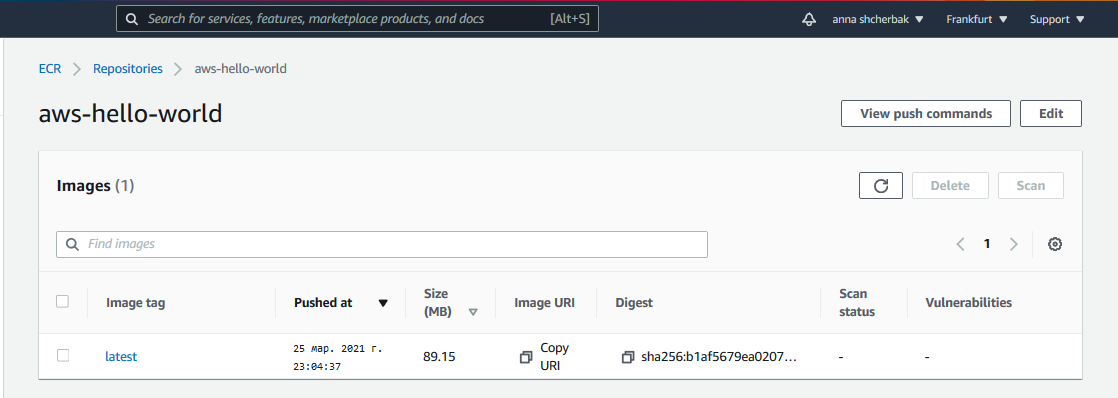 Search for services, features, marketplace products, and docs [Alt+S] anna shcherbak Frankfurt Support
ECR Repositories aws-hello-world
aws-hello-world View push commands Edit
Images (1) Delete Scan
Find images 1
Image tag Pushed at Size (MB) Image URI Digest Scan status Vulnerabilities
latest 25 мар. 2021 г. 23:04:37 89.15 Copy URI sha256:b1af5679ea0207... - -